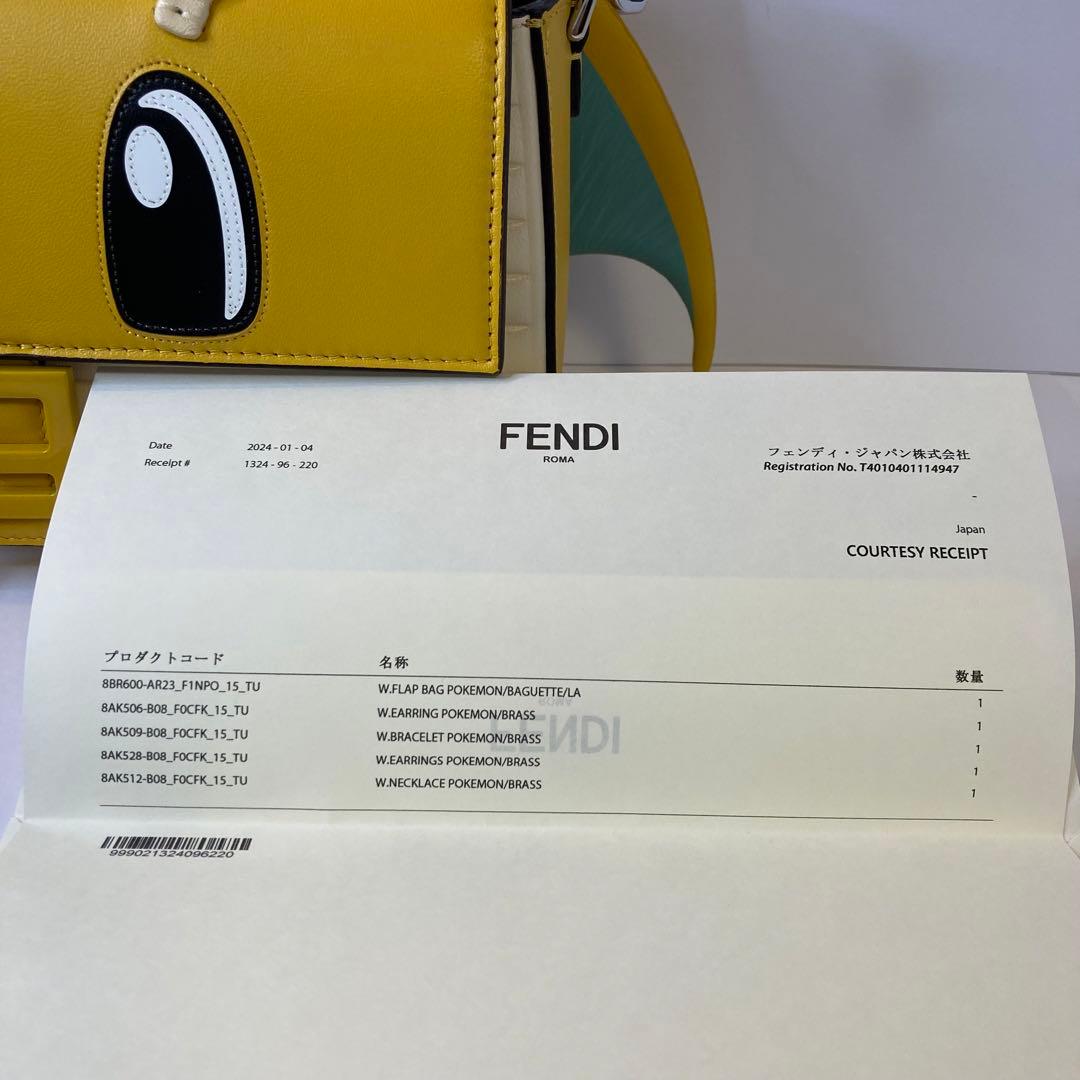 FENDI
ROMA
Date 2024-01-04
Receipt # 1324-96-220
フェンディ・ジャパン株式会社
Registration No. T4010401114947
-
Japan
COURTESY RECEIPT
プロダクトコード 名称 数量
8BR600-AR23_F1NPO_15_TU W.FLAP BAG POKEMON/BAGUETTE/LA 1
8AK506-B08_F0CFK_15_TU W.EARRING POKEMON/BRASS 1
8AK509-B08_F0CFK_15_TU W.BRACELET POKEMON/BRASS 1
8AK528-B08_F0CFK_15_TU W.EARRINGS POKEMON/BRASS 1
8AK512-B08_F0CFK_15_TU W.NECKLACE POKEMON/BRASS 1
ROMA
FENDI
999021324096220